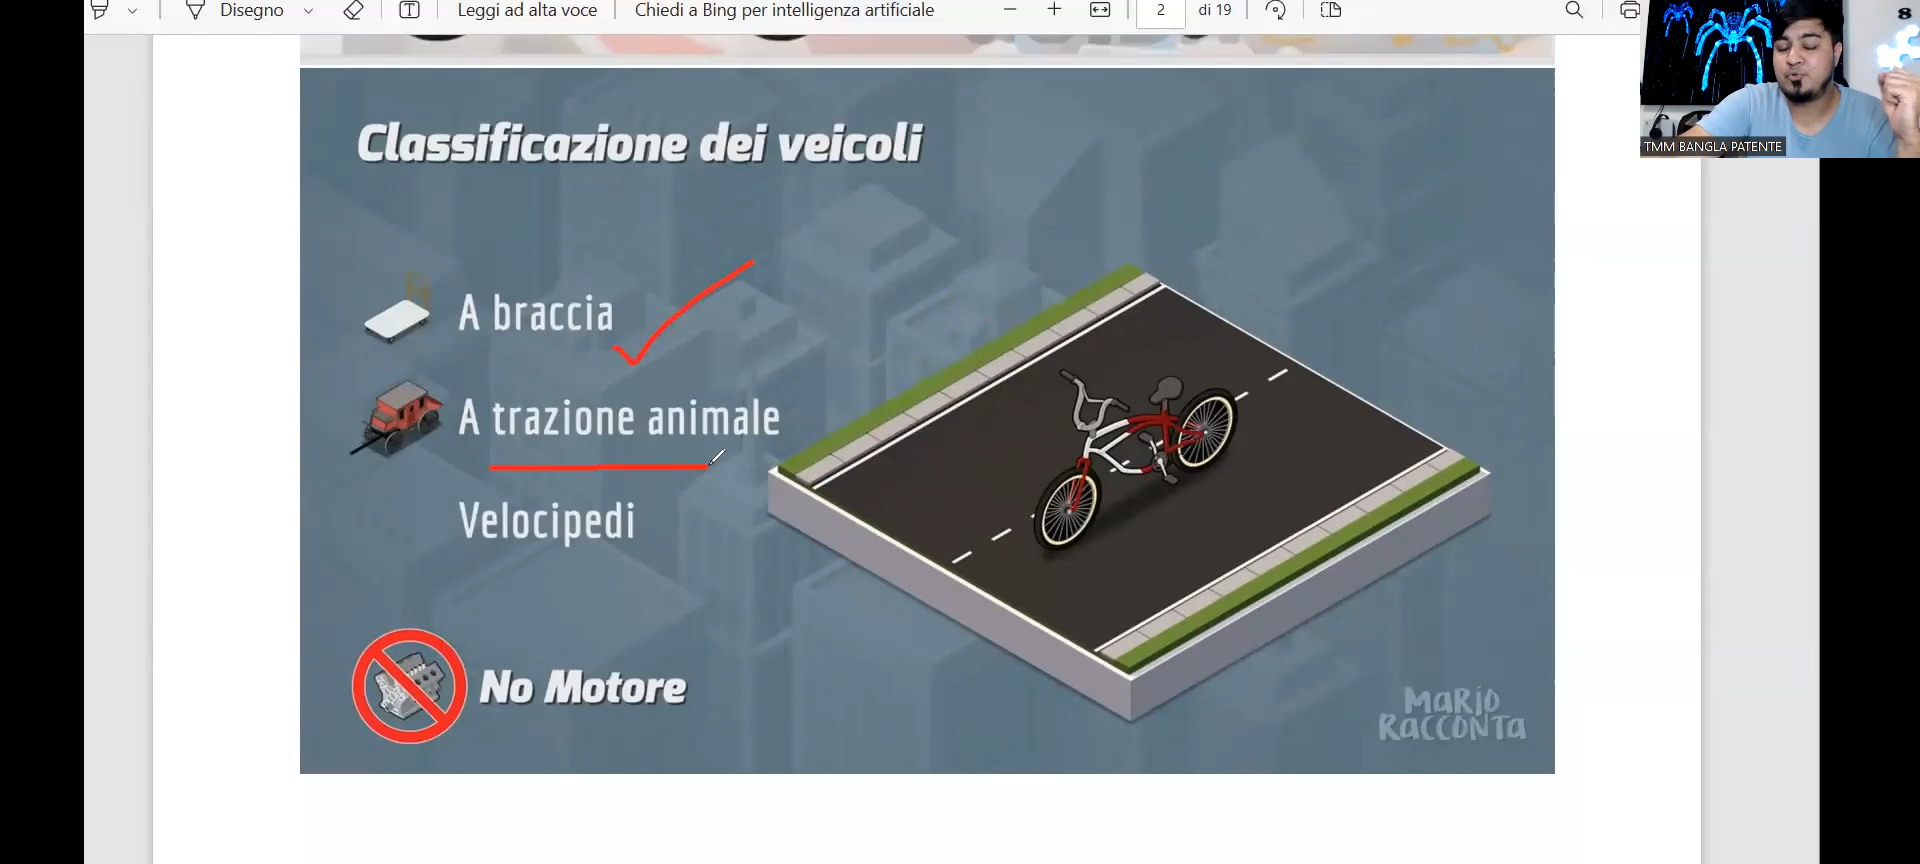 Disegno
Leggi ad alta voce
Chiedi a Bing per intelligenza artificiale
2 di 19
8
TMM BANGLA PATENTE
Classificazione dei veicoli
A braccia
A trazione animale
Velocipedi
No Motore
MaRio
RaccONTa